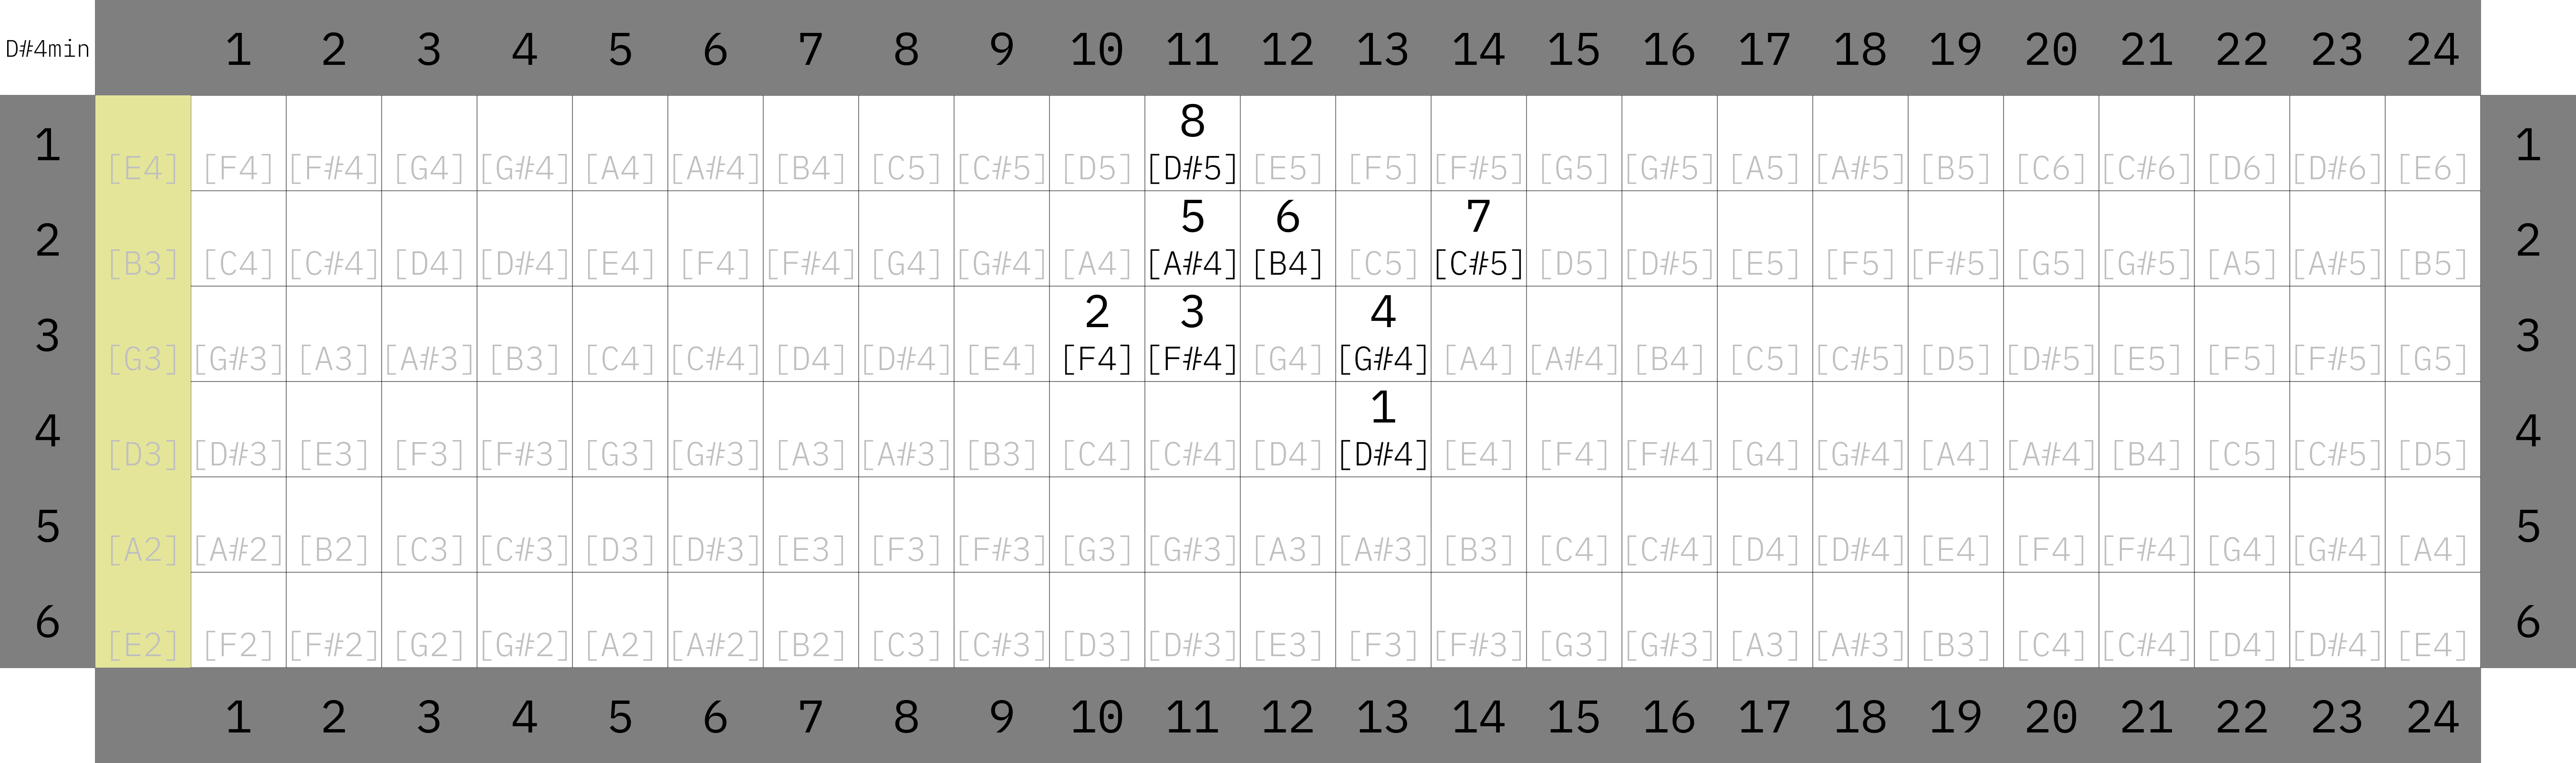 D#4min 1 2 3 4 5 6 7 8 9 10 11 12 13 14 15 16 17 18 19 20 21 22 23 24
8
1 [E4] [F4] [F#4] [G4] [G#4] [A4] [A#4] [B4] [C5] [C#5] [D5] [D#5] [E5] [F5] [F#5] [G5] [G#5] [A5] [A#5] [B5] [C6] [C#6] [D6] [D#6] [E6] 1
5 6 7
2 [B3] [C4] [C#4] [D4] [D#4] [E4] [F4] [F#4] [G4] [G#4] [A4] [A#4] [B4] [C5] [C#5] [D5] [D#5] [E5] [F5] [F#5] [G5] [G#5] [A5] [A#5] [B5] 2
2 3 4
3 [G3] [G#3] [A3] [A#3] [B3] [C4] [C#4] [D4] [D#4] [E4] [F4] [F#4] [G4] [G#4] [A4] [A#4] [B4] [C5] [C#5] [D5] [D#5] [E5] [F5] [F#5] [G5] 3
1
4 [D3] [D#3] [E3] [F3] [F#3] [G3] [G#3] [A3] [A#3] [B3] [C4] [C#4] [D4] [D#4] [E4] [F4] [F#4] [G4] [G#4] [A4] [A#4] [B4] [C5] [C#5] [D5] 4
5 [A2] [A#2] [B2] [C3] [C#3] [D3] [D#3] [E3] [F3] [F#3] [G3] [G#3] [A3] [A#3] [B3] [C4] [C#4] [D4] [D#4] [E4] [F4] [F#4] [G4] [G#4] [A4] 5
6 [E2] [F2] [F#2] [G2] [G#2] [A2] [A#2] [B2] [C3] [C#3] [D3] [D#3] [E3] [F3] [F#3] [G3] [G#3] [A3] [A#3] [B3] [C4] [C#4] [D4] [D#4] [E4] 6
1 2 3 4 5 6 7 8 9 10 11 12 13 14 15 16 17 18 19 20 21 22 23 24